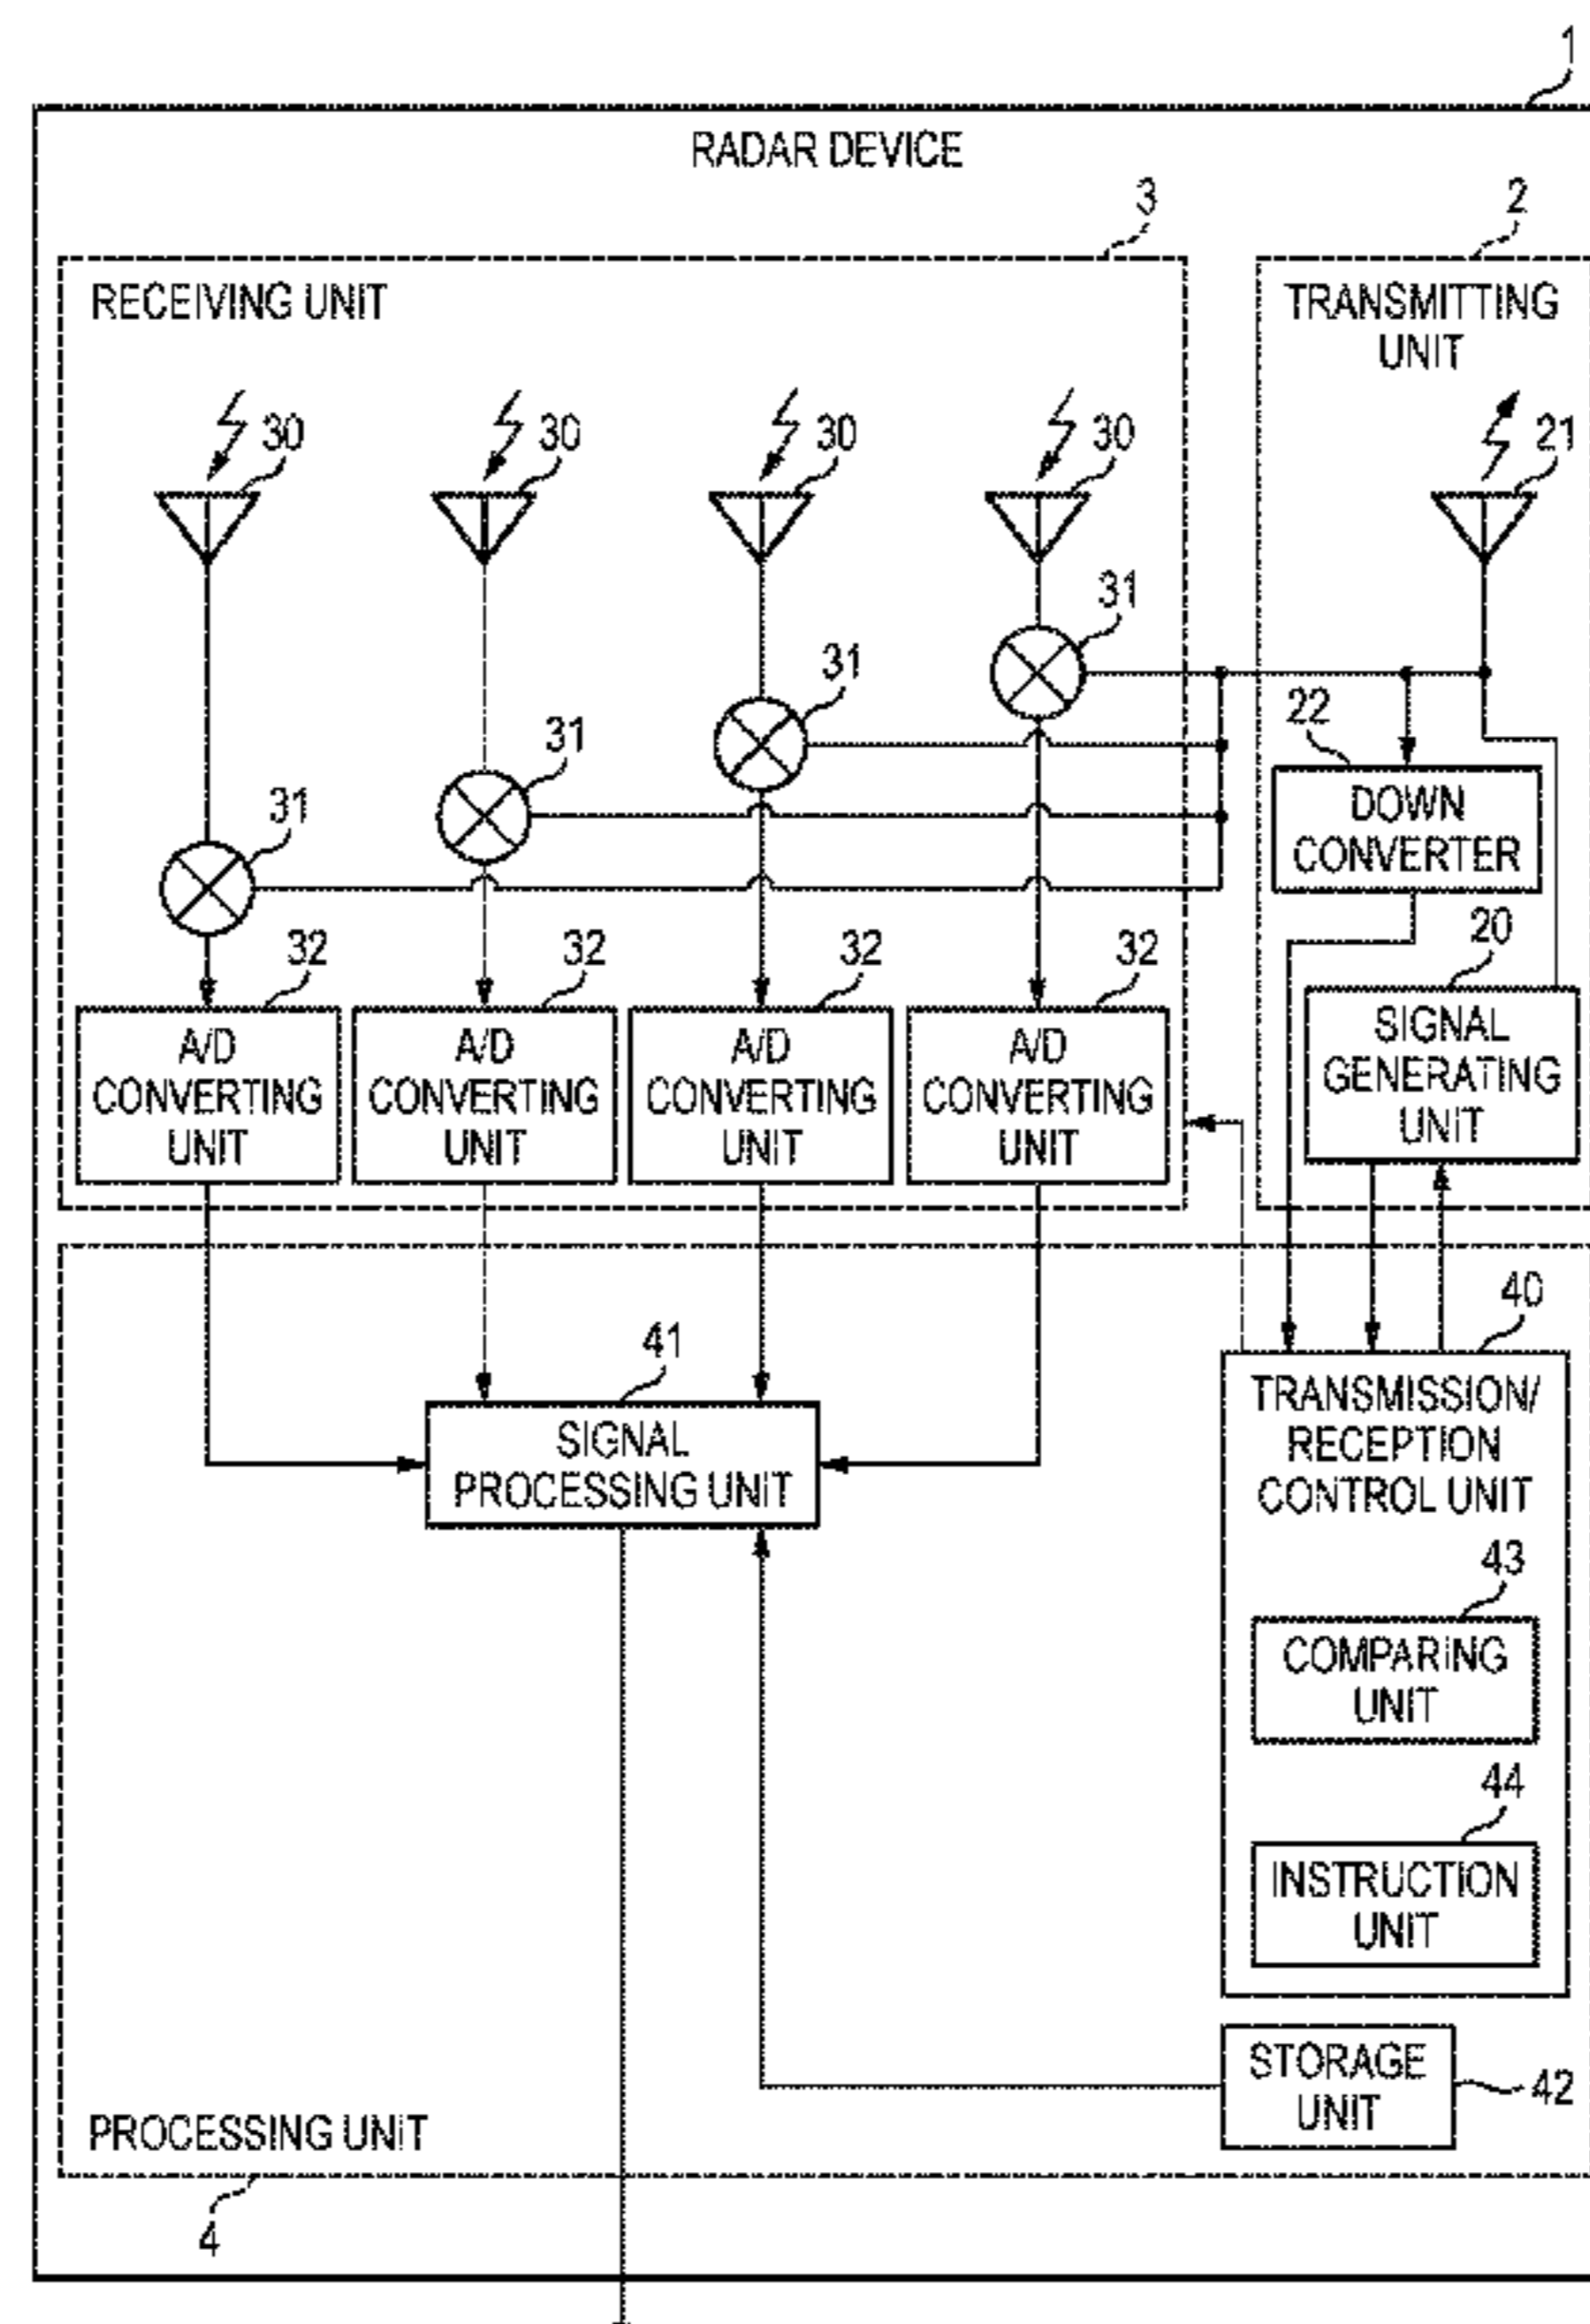 1
RADAR DEVICE
3
2
RECEIVING UNIT
TRANSMITTING
UNIT
30
30
30
30
21
31
31
31
31
22
DOWN
CONVERTER
20
SIGNAL
GENERATING
UNIT
32
32
32
32
A/D
CONVERTING
UNIT
A/D
CONVERTING
UNIT
A/D
CONVERTING
UNIT
A/D
CONVERTING
UNIT
40
TRANSMISSION/
RECEPTION
CONTROL UNIT
41
SIGNAL
PROCESSING UNIT
43
COMPARING
UNIT
44
INSTRUCTION
UNIT
STORAGE
UNIT
42
PROCESSING UNIT
4